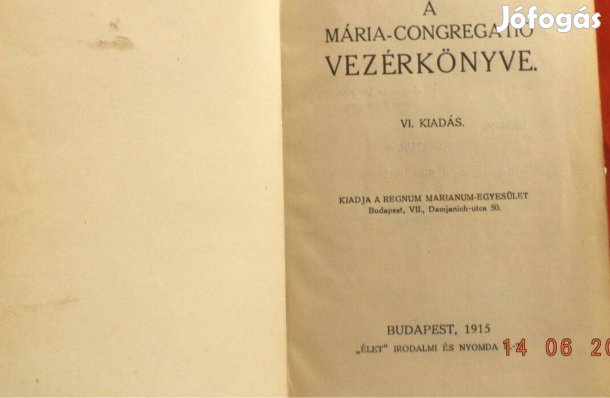 Jófogás
A
MÁRIA-CONGREGATIO
VEZÉRKÖNYVE.
VI. KIADÁS.
KIADJA A REGNUM MARIANUM-EGYESÜLET
Budapest, VII., Damjanich-utca 50.
BUDAPEST, 1915
„ÉLET" IRODALMI ÉS NYOMDA
14 06 20